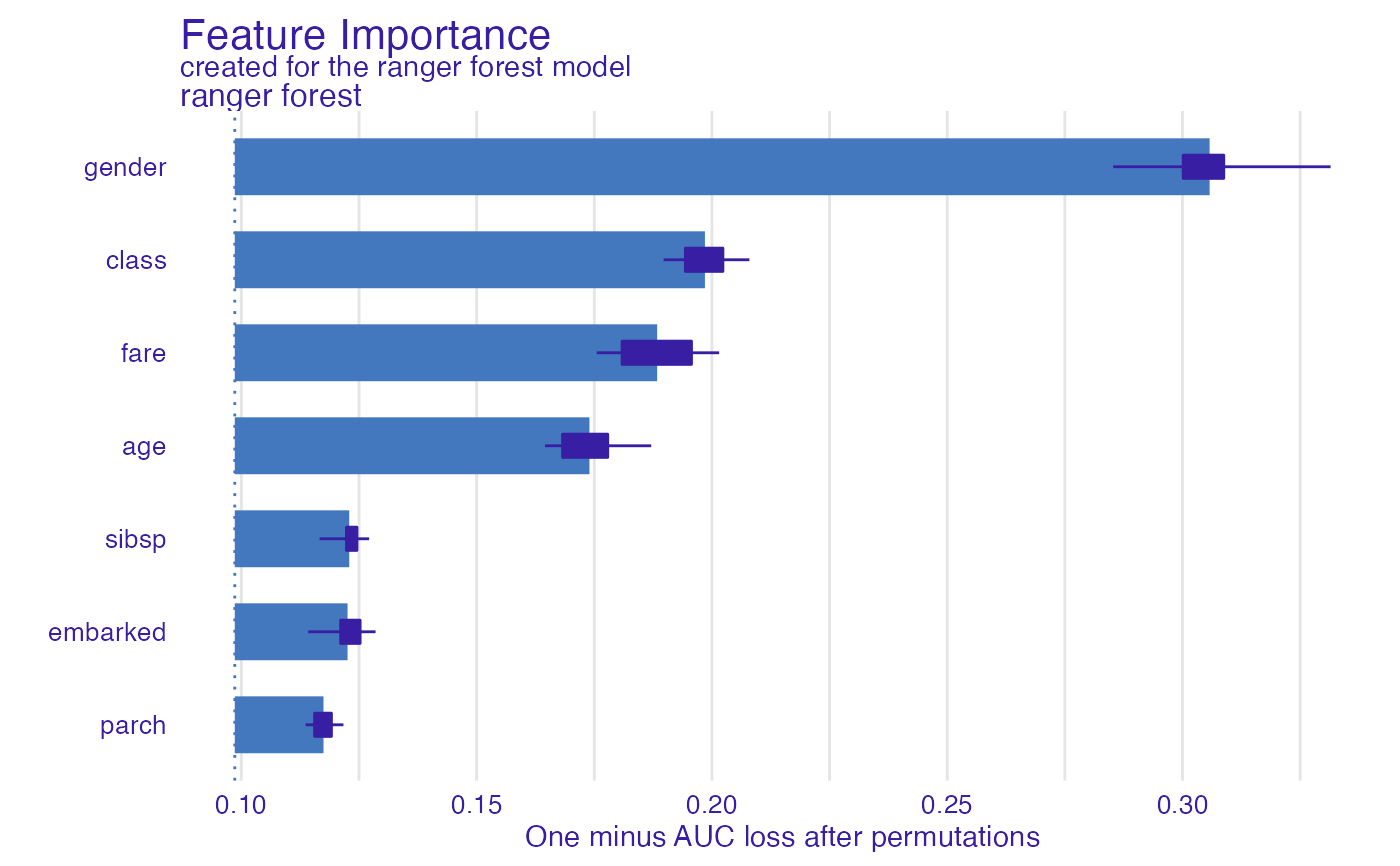 Feature Importance
created for the ranger forest model
ranger forest
gender
class
fare
age
sibsp
embarked
parch
0.10 0.15 0.20 0.25 0.30
One minus AUC loss after permutations